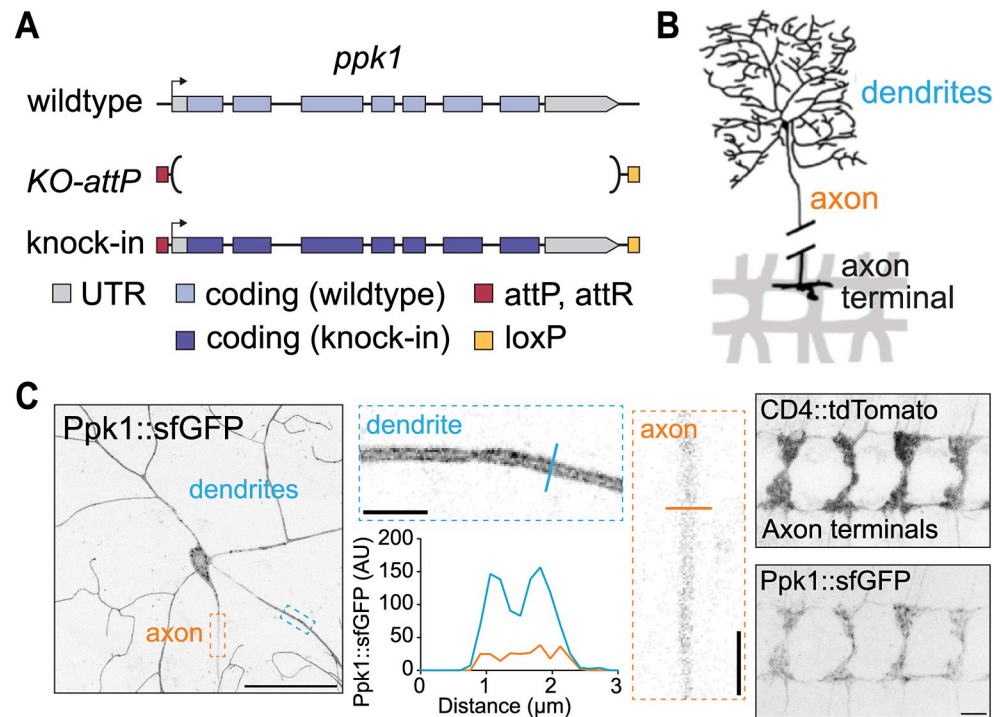 A
ppk1
wildtype
KO-attP
knock-in
UTR
coding (wildtype)
attP, attR
coding (knock-in)
loxP
B
dendrites
axon
axon
terminal
C
Ppk1::sfGFP
dendrites
axon
dendrite
Ppk1::sfGFP (AU)
200
150
100
50
0
0 1 2 3
Distance (µm)
axon
CD4::tdTomato
Axon terminals
Ppk1::sfGFP